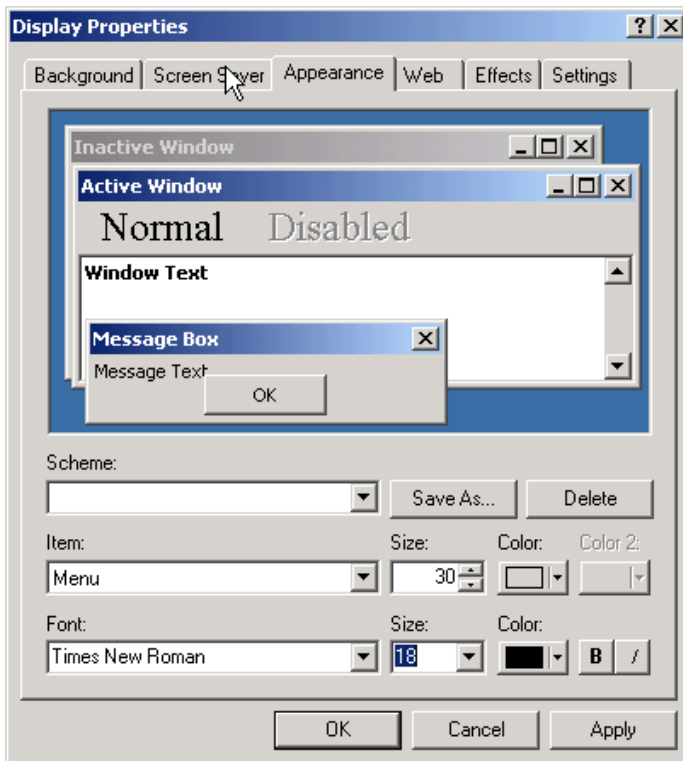 Display Properties
Background Screen Saver Appearance Web Effects Settings
Inactive Window
Active Window
Normal Disabled
Window Text
Message Box
Message Text
OK
Scheme:
Save As... Delete
Item: Size: Color: Color 2:
Menu 30
Font: Size: Color:
Times New Roman 18 B /
OK Cancel Apply